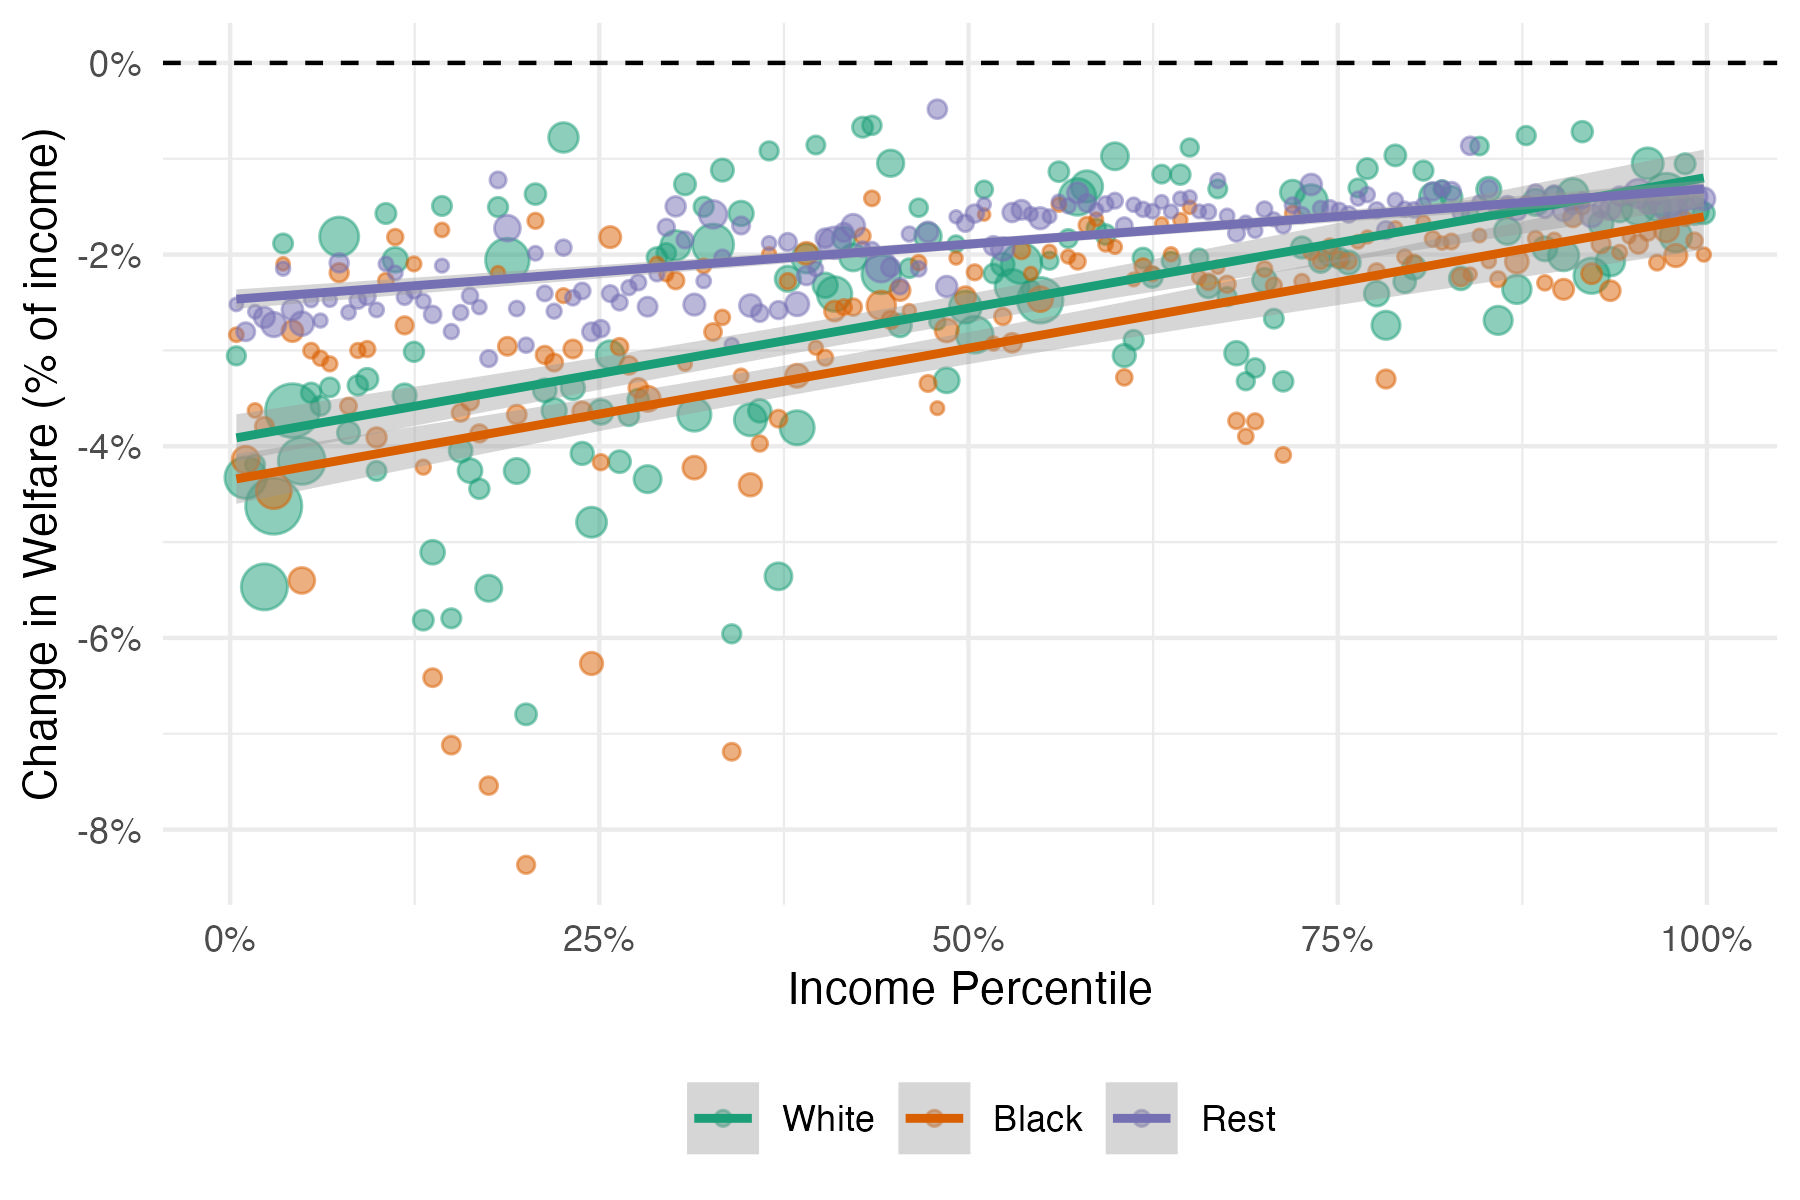 Change in Welfare (% of income)
0%
-2%
-4%
-6%
-8%
0% 25% 50% 75% 100%
Income Percentile
White Black Rest